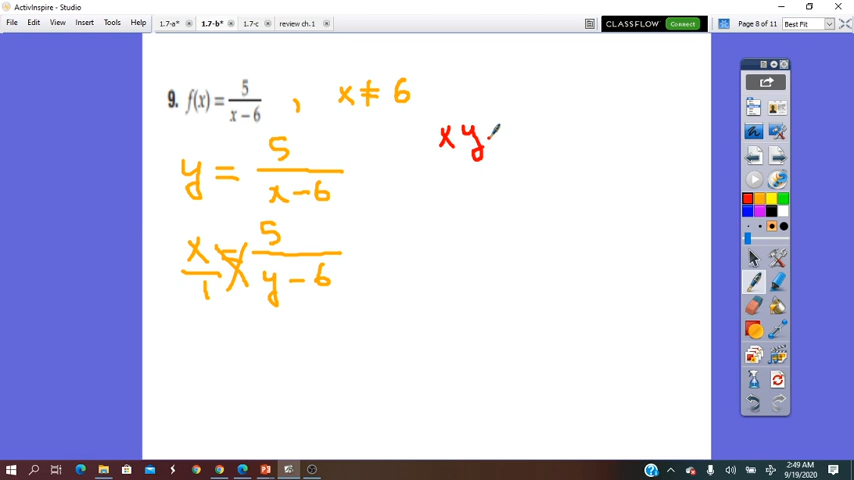 ActivInspire - Studio
File Edit View Insert Tools Help
1.7-a* 1.7-b* 1.7-c review ch.1
CLASSFLOW Connect
Page 8 of 11
Best Fit
9. f(x) = 5/(x − 6) , x ≠ 6
x y
y = 5/(x − 6)
x/1 = 5/(y − 6)
2:49 AM
9/19/2020